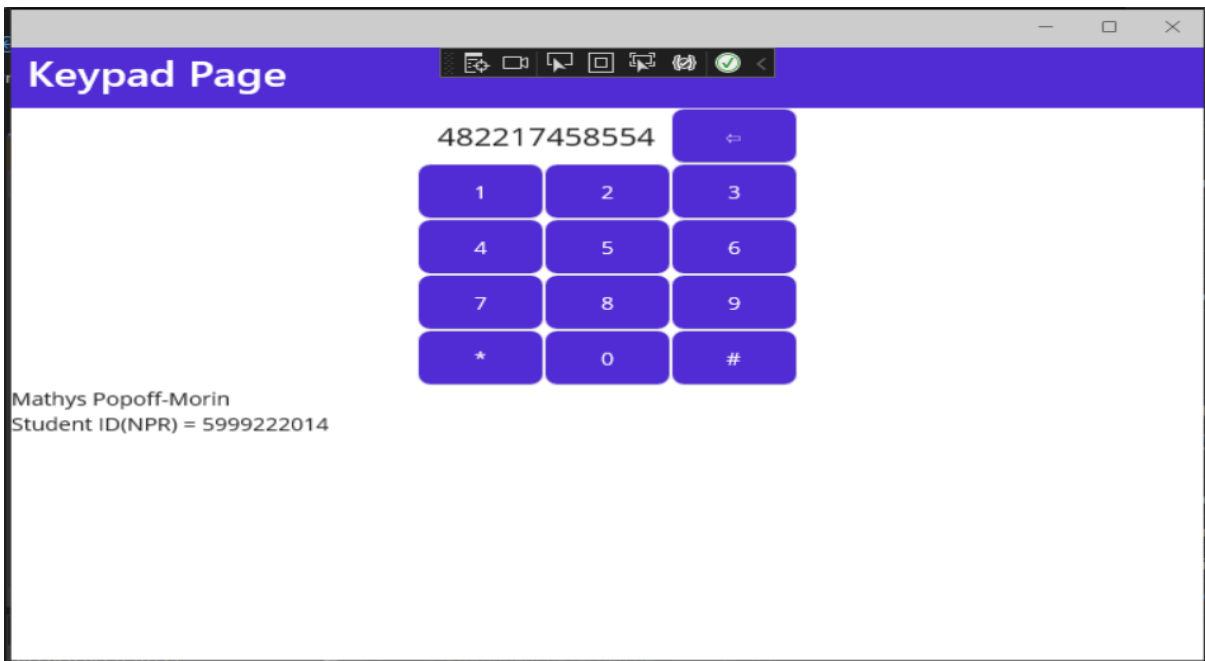 Keypad Page
482217458554 ⇦
1 2 3
4 5 6
7 8 9
* 0 #
Mathys Popoff-Morin
Student ID(NPR) = 5999222014